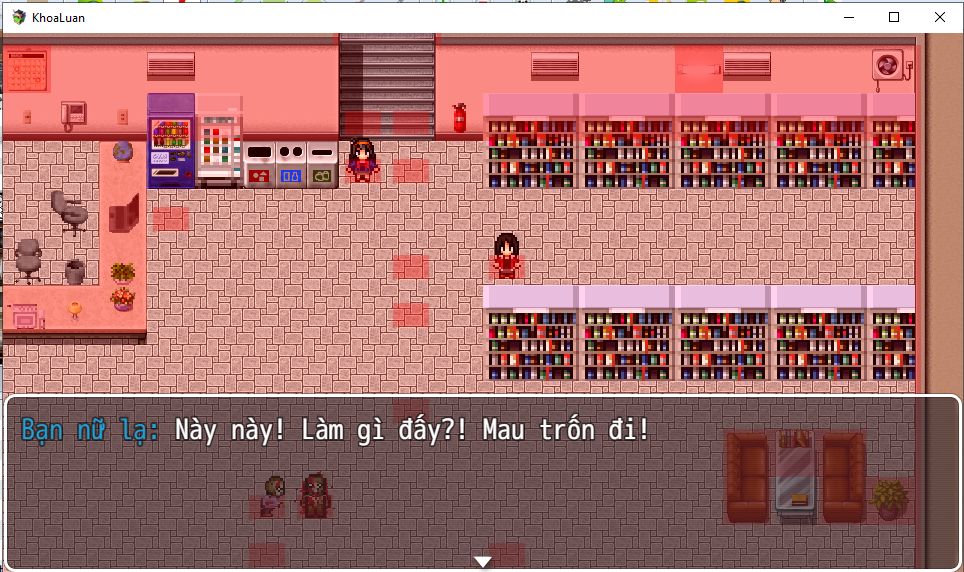 KhoaLuan
Bạn nữ lạ: Này này! Làm gì đấy?! Mau trốn đi!